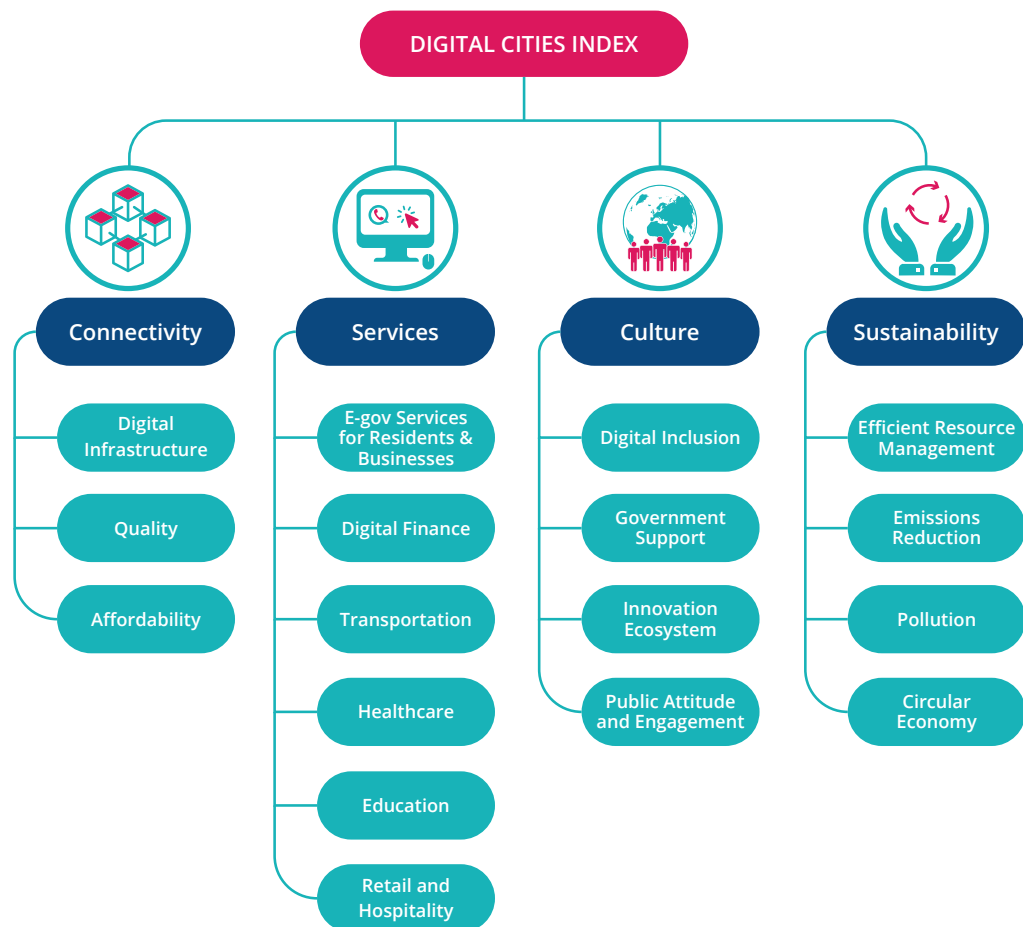 DIGITAL CITIES INDEX
Connectivity
Digital
Infrastructure
Quality
Affordability
Services
E-gov Services
for Residents &
Businesses
Digital Finance
Transportation
Healthcare
Education
Retail and
Hospitality
Culture
Digital Inclusion
Government
Support
Innovation
Ecosystem
Public Attitude
and Engagement
Sustainability
Efficient Resource
Management
Emissions
Reduction
Pollution
Circular
Economy